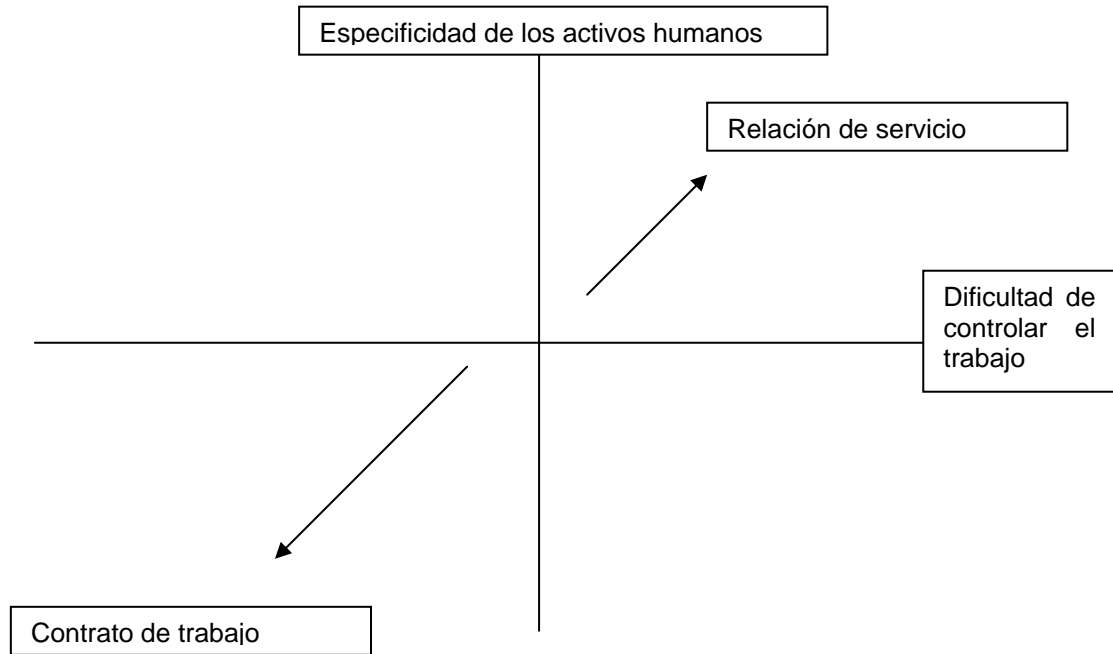 Especificidad de los activos humanos
Relación de servicio
Dificultad de
controlar el
trabajo
Contrato de trabajo